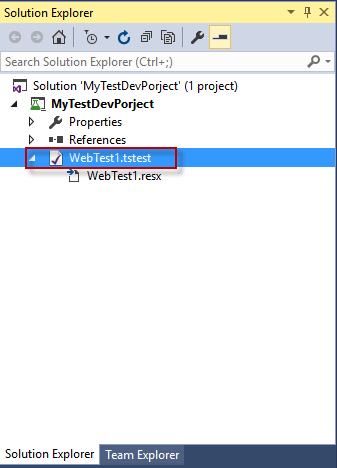 Solution Explorer
Search Solution Explorer (Ctrl+;)
Solution 'MyTestDevPorject' (1 project)
MyTestDevPorject
Properties
References
WebTest1.tstest
WebTest1.resx
Solution Explorer Team Explorer